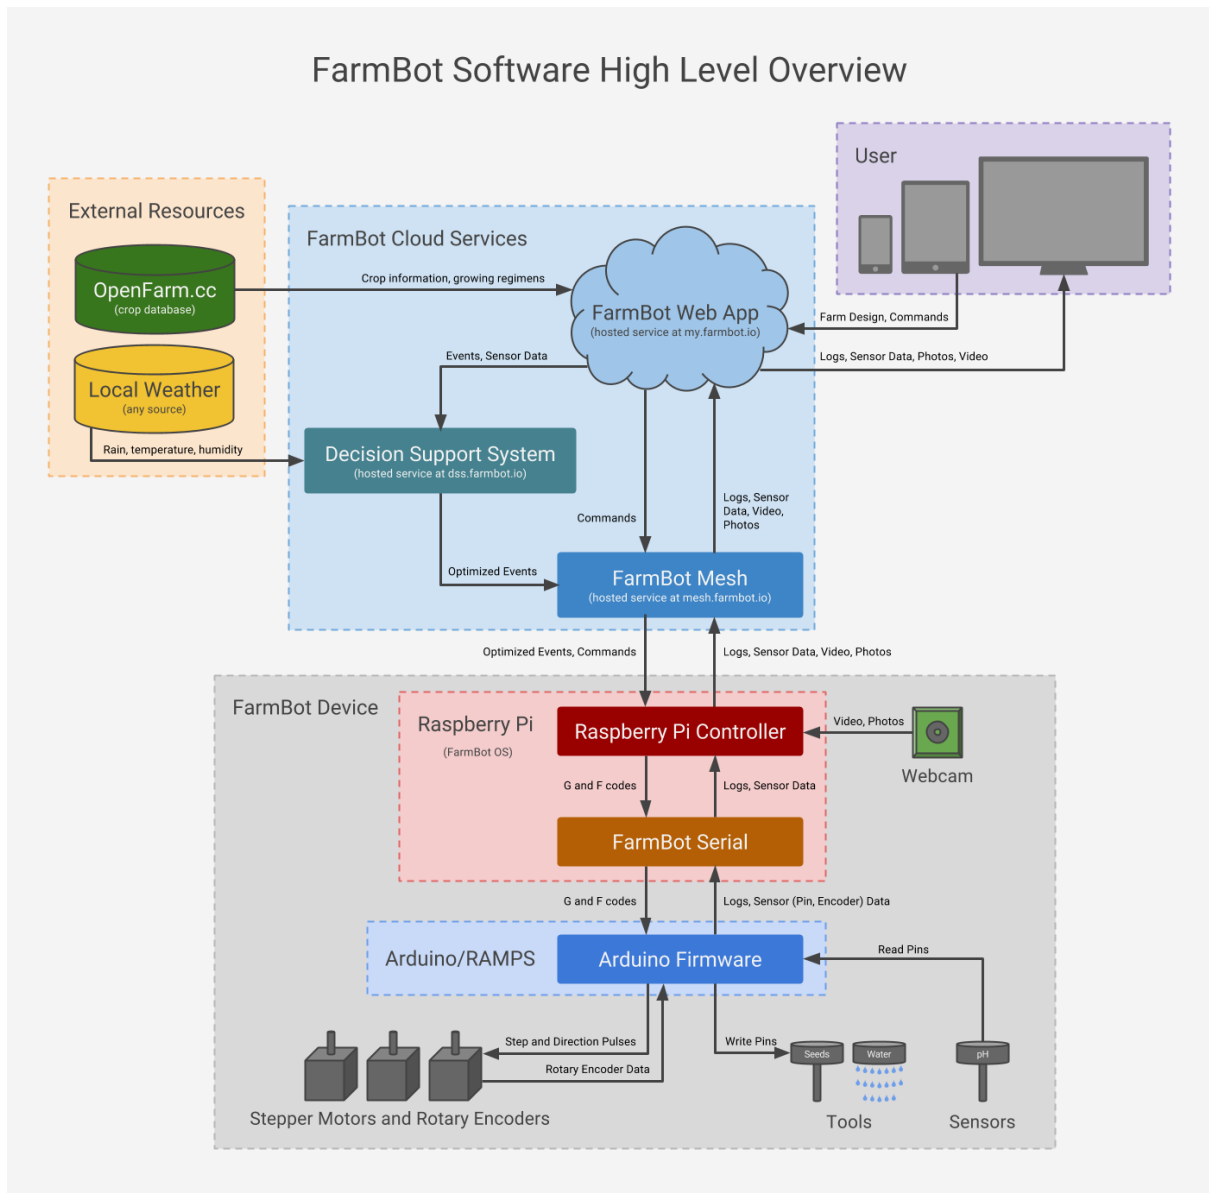 FarmBot Software High Level Overview
User
External Resources
OpenFarm.cc
(crop database)
Local Weather
(any source)
Rain, temperature, humidity
FarmBot Cloud Services
Crop information, growing regimens
FarmBot Web App
(hosted service at my.farmbot.io)
Farm Design, Commands
Logs, Sensor Data, Photos, Video
Events, Sensor Data
Decision Support System
(hosted service at dss.farmbot.io)
Commands
Logs, Sensor
Data, Video,
Photos
Optimized Events
FarmBot Mesh
(hosted service at mesh.farmbot.io)
Optimized Events, Commands
Logs, Sensor Data, Video, Photos
FarmBot Device
Raspberry Pi
(FarmBot OS)
Raspberry Pi Controller
Video, Photos
Webcam
G and F codes
Logs, Sensor Data
FarmBot Serial
G and F codes
Logs, Sensor (Pin, Encoder) Data
Arduino/RAMPS
Arduino Firmware
Read Pins
Step and Direction Pulses
Rotary Encoder Data
Write Pins
Seeds
Water
pH
Stepper Motors and Rotary Encoders
Tools
Sensors